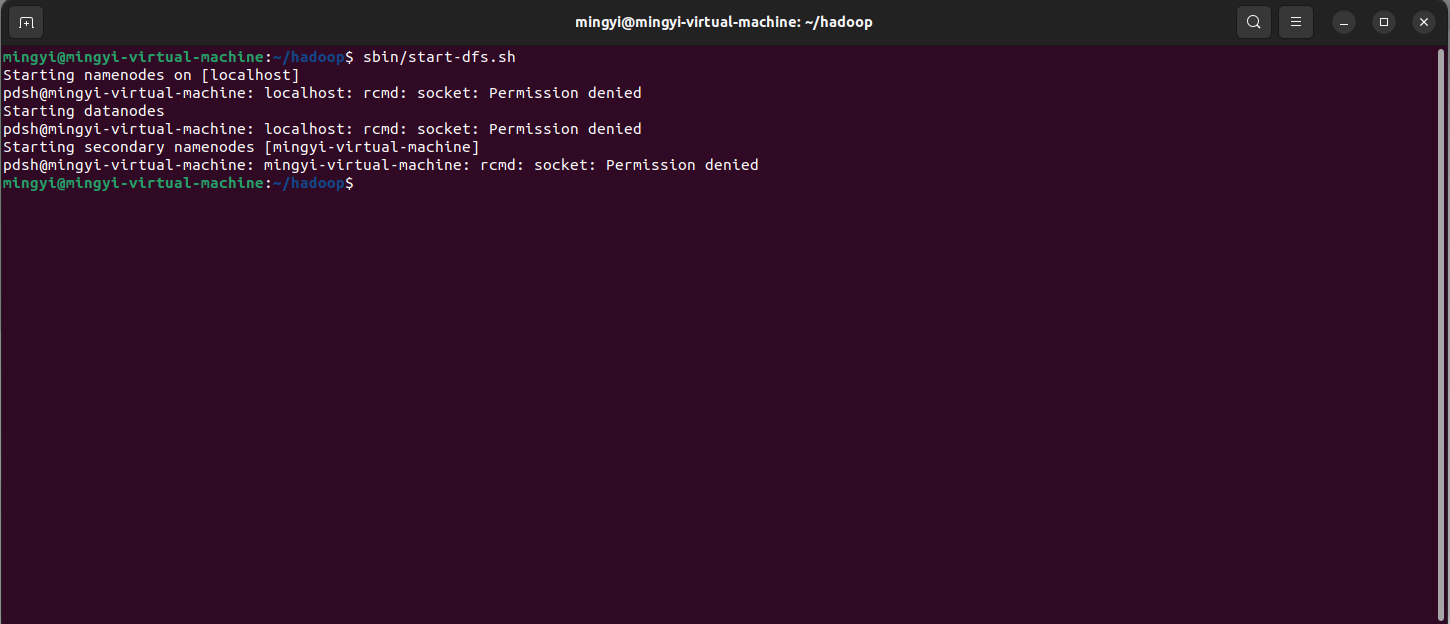 mingyi@mingyi-virtual-machine: ~/hadoop
mingyi@mingyi-virtual-machine:~/hadoop$ sbin/start-dfs.sh
Starting namenodes on [localhost]
pdsh@mingyi-virtual-machine: localhost: rcmd: socket: Permission denied
Starting datanodes
pdsh@mingyi-virtual-machine: localhost: rcmd: socket: Permission denied
Starting secondary namenodes [mingyi-virtual-machine]
pdsh@mingyi-virtual-machine: mingyi-virtual-machine: rcmd: socket: Permission denied
mingyi@mingyi-virtual-machine:~/hadoop$